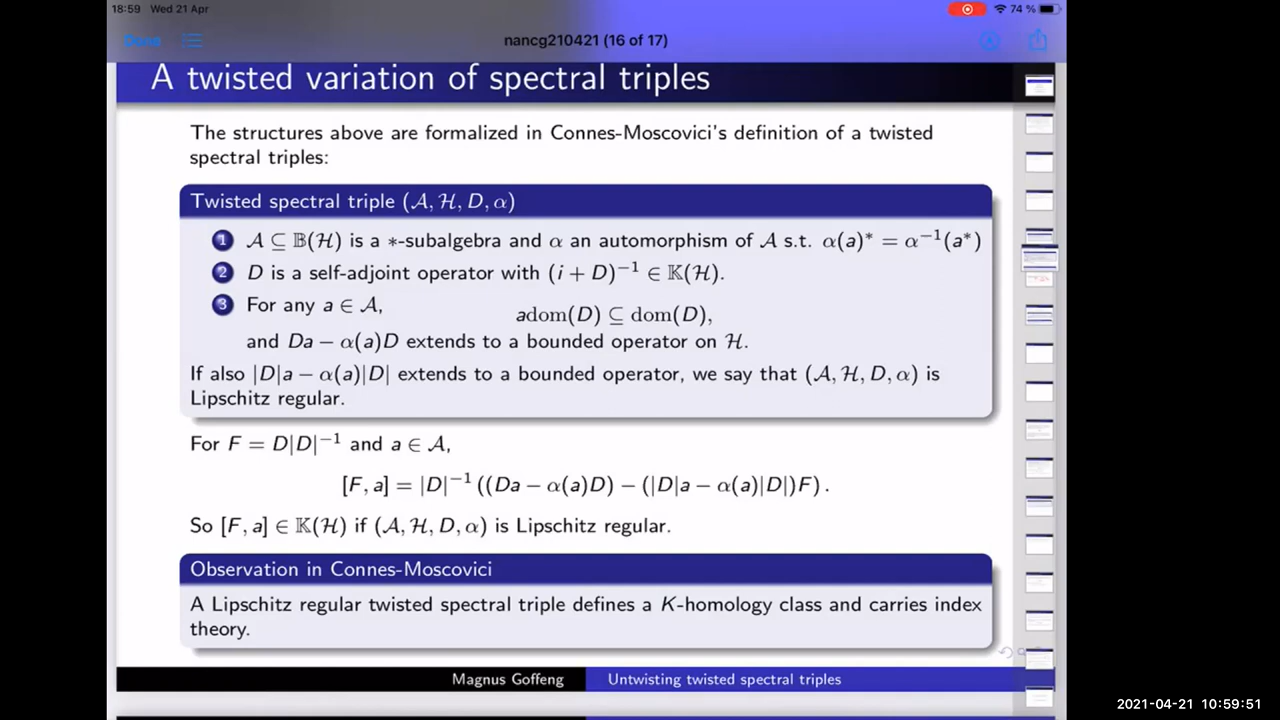 18:59 Wed 21 Apr
74 %
Done
nancg210421 (16 of 17)
A twisted variation of spectral triples
The structures above are formalized in Connes-Moscovici's definition of a twisted
spectral triples:
Twisted spectral triple (𝒜, ℋ, D, α)
1 𝒜 ⊆ 𝔹(ℋ) is a ∗-subalgebra and α an automorphism of 𝒜 s.t. α(a)* = α⁻¹(a*)
2 D is a self-adjoint operator with (i + D)⁻¹ ∈ 𝕂(ℋ).
3 For any a ∈ 𝒜,
adom(D) ⊆ dom(D),
and Da − α(a)D extends to a bounded operator on ℋ.
If also |D|a − α(a)|D| extends to a bounded operator, we say that (𝒜, ℋ, D, α) is
Lipschitz regular.
For F = D|D|⁻¹ and a ∈ 𝒜,
[F, a] = |D|⁻¹ ((Da − α(a)D) − (|D|a − α(a)|D|)F) .
So [F, a] ∈ 𝕂(ℋ) if (𝒜, ℋ, D, α) is Lipschitz regular.
Observation in Connes-Moscovici
A Lipschitz regular twisted spectral triple defines a K-homology class and carries index
theory.
Magnus Goffeng Untwisting twisted spectral triples
2021-04-21 10:59:51